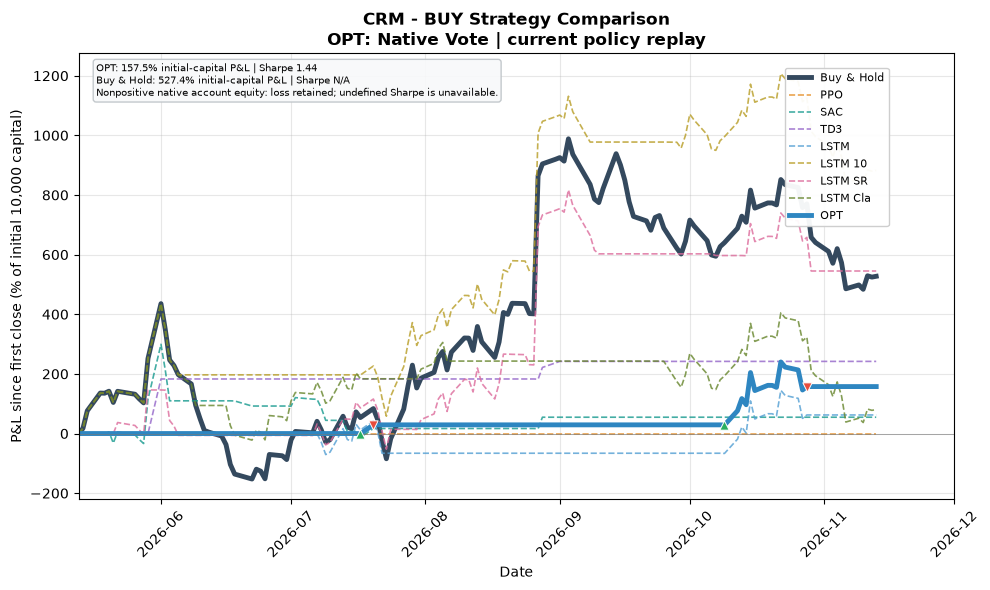 CRM - BUY Strategy Comparison
OPT: Native Vote | current policy replay
OPT: 157.5% initial-capital P&L | Sharpe 1.44
Buy & Hold: 527.4% initial-capital P&L | Sharpe N/A
Nonpositive native account equity: loss retained; undefined Sharpe is unavailable.
Buy & Hold
PPO
SAC
TD3
LSTM
LSTM 10
LSTM SR
LSTM Cla
OPT
P&L since first close (% of initial 10,000 capital)
1200
1000
800
600
400
200
0
−200
2026-06
2026-07
2026-08
2026-09
2026-10
2026-11
2026-12
Date